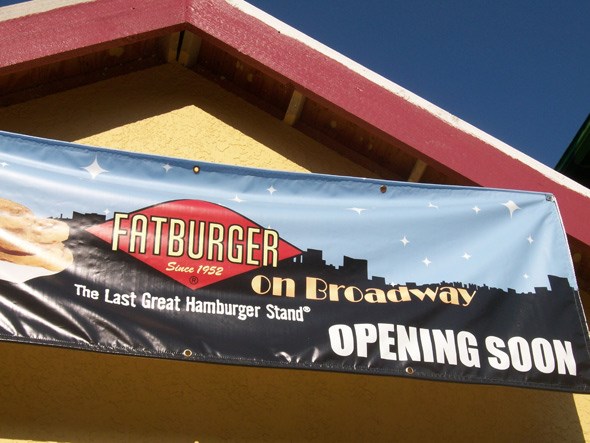 FATBURGER
Since 1952
®
on Broadway
The Last Great Hamburger Stand®
OPENING SOON